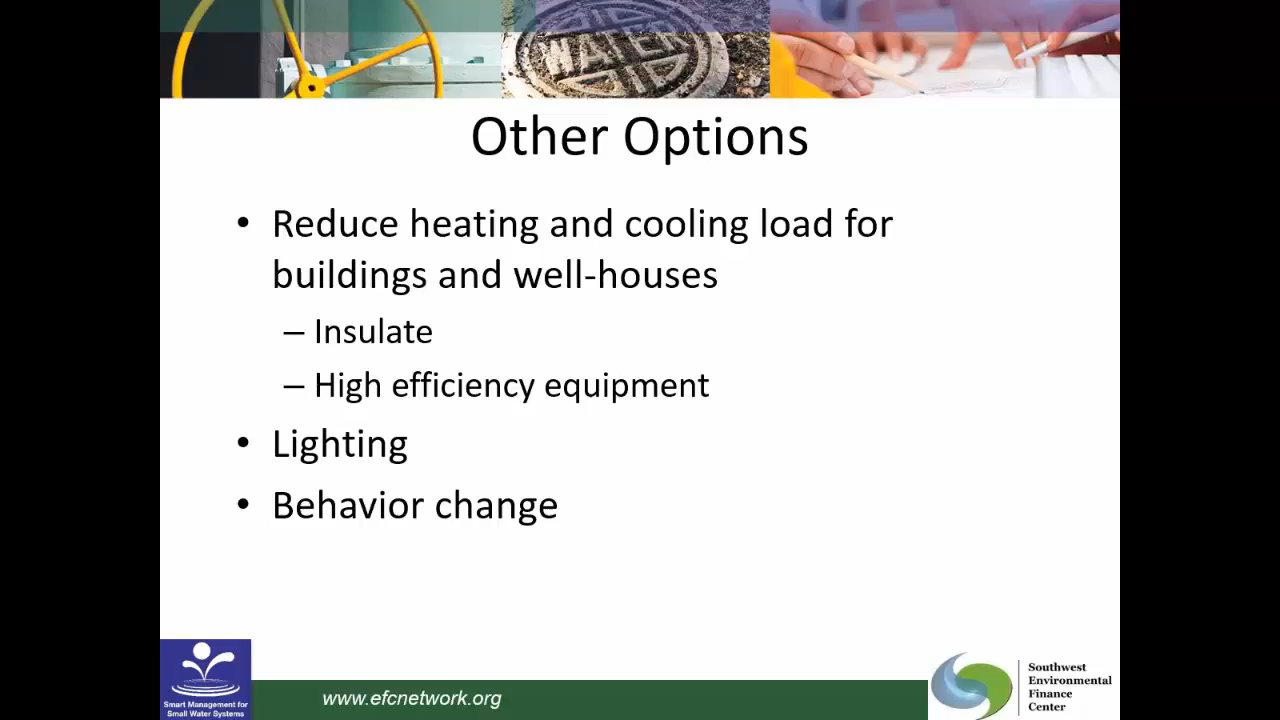 WATER
Other Options
• Reduce heating and cooling load for
buildings and well-houses
– Insulate
– High efficiency equipment
• Lighting
• Behavior change
Smart Management for
Small Water Systems
www.efcnetwork.org
Southwest
Environmental
Finance
Center